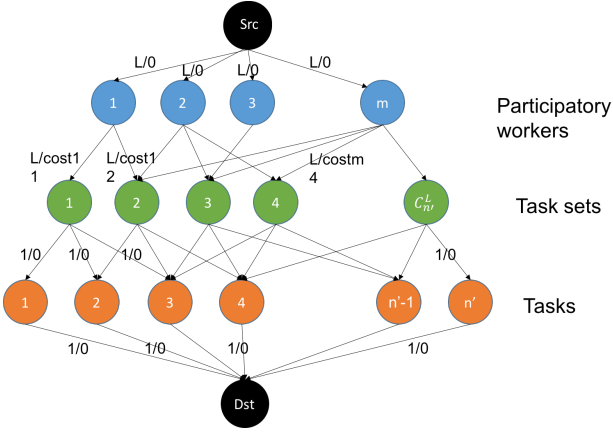 Src
L/0
L/0
L/0
L/0
1
2
3
m
Participatory
workers
L/cost1
1
L/cost1
2
L/costm
4
1
2
3
4
C_{n'}^{L}
Task sets
1/0
1/0
1/0
1/0
1
2
3
4
n'-1
n'
Tasks
1/0
1/0
1/0
1/0
Dst